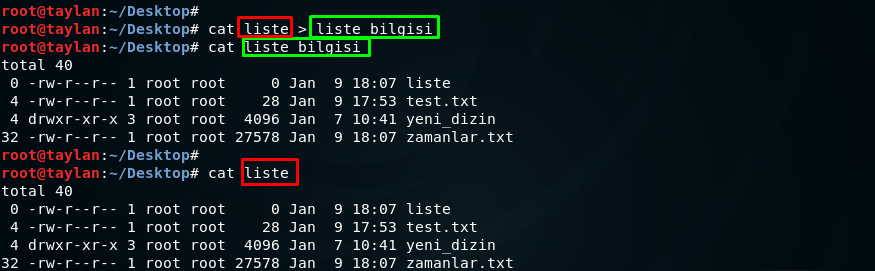 root@taylan:~/Desktop#
root@taylan:~/Desktop# cat liste > liste bilgisi
root@taylan:~/Desktop# cat liste bilgisi
total 40
 0 -rw-r--r-- 1 root root     0 Jan  9 18:07 liste
 4 -rw-r--r-- 1 root root    28 Jan  9 17:53 test.txt
 4 drwxr-xr-x 3 root root  4096 Jan  7 10:41 yeni_dizin
32 -rw-r--r-- 1 root root 27578 Jan  9 18:07 zamanlar.txt
root@taylan:~/Desktop#
root@taylan:~/Desktop# cat liste
total 40
 0 -rw-r--r-- 1 root root     0 Jan  9 18:07 liste
 4 -rw-r--r-- 1 root root    28 Jan  9 17:53 test.txt
 4 drwxr-xr-x 3 root root  4096 Jan  7 10:41 yeni_dizin
32 -rw-r--r-- 1 root root 27578 Jan  9 18:07 zamanlar.txt